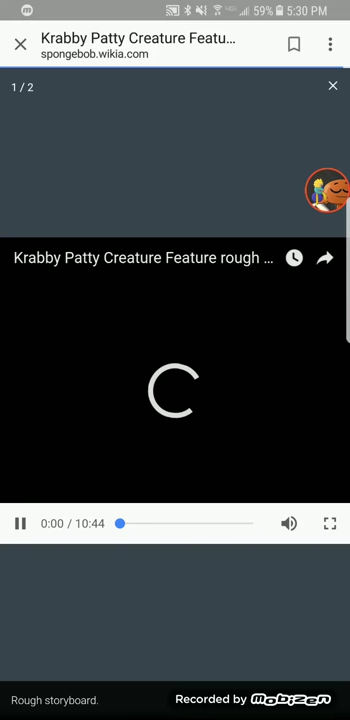 59% 5:30 PM
Krabby Patty Creature Featu...
spongebob.wikia.com
1 / 2
Krabby Patty Creature Feature rough ...
0:00 / 10:44
Rough storyboard.
Recorded by mobizen